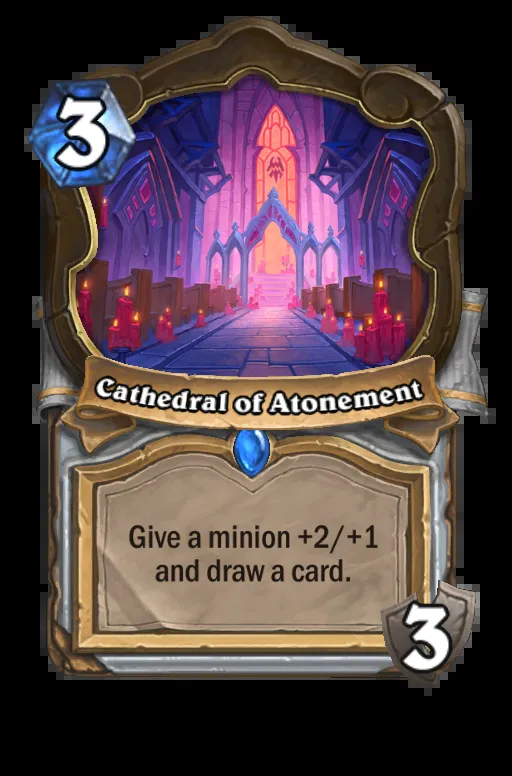 3
Cathedral of Atonement
Give a minion +2/+1
and draw a card.
3